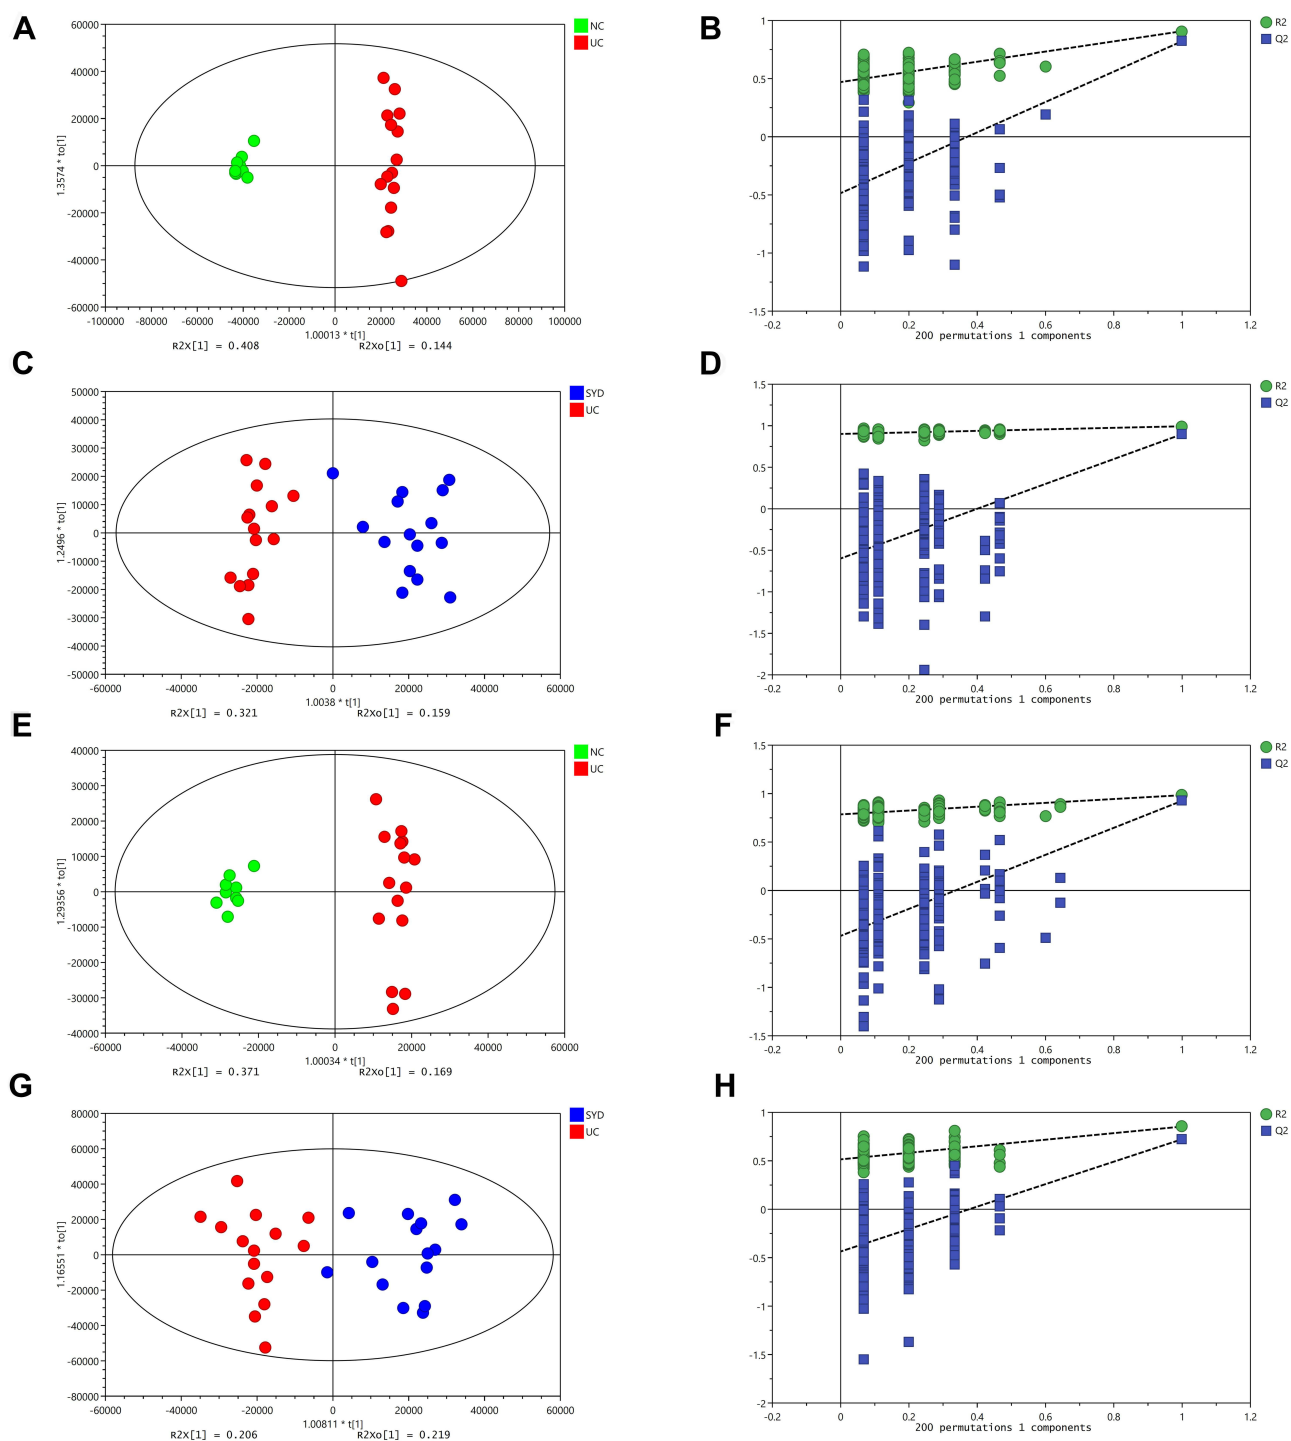 A
60000
40000
20000
0
-20000
-40000
-60000
1.3574 * to[1]
-100000 -80000 -60000 -40000 -20000 0 20000 40000 60000 80000 100000
1.00013 * t[1]
R2X[1] = 0.408 R2Xo[1] = 0.144
NC
UC
B
1
0.5
0
-0.5
-1
-1.5
-0.2 0 0.2 0.4 0.6 0.8 1 1.2
200 permutations 1 components
R2
Q2
C
50000
40000
30000
20000
10000
0
-10000
-20000
-30000
-40000
-50000
1.2496 * to[1]
-60000 -40000 -20000 0 20000 40000 60000
1.0038 * t[1]
R2X[1] = 0.321 R2Xo[1] = 0.159
SYD
UC
D
1.5
1
0.5
0
-0.5
-1
-1.5
-2
-0.2 0 0.2 0.4 0.6 0.8 1 1.2
200 permutations 1 components
R2
Q2
E
40000
30000
20000
10000
0
-10000
-20000
-30000
-40000
1.29356 * to[1]
-60000 -40000 -20000 0 20000 40000 60000
1.00034 * t[1]
R2X[1] = 0.371 R2Xo[1] = 0.169
NC
UC
F
1.5
1
0.5
0
-0.5
-1
-1.5
-0.2 0 0.2 0.4 0.6 0.8 1 1.2
200 permutations 1 components
R2
Q2
G
80000
60000
40000
20000
0
-20000
-40000
-60000
-80000
1.16551 * to[1]
-60000 -40000 -20000 0 20000 40000 60000
1.00811 * t[1]
R2X[1] = 0.206 R2Xo[1] = 0.219
SYD
UC
H
1
0.5
0
-0.5
-1
-1.5
-2
-0.2 0 0.2 0.4 0.6 0.8 1 1.2
200 permutations 1 components
R2
Q2